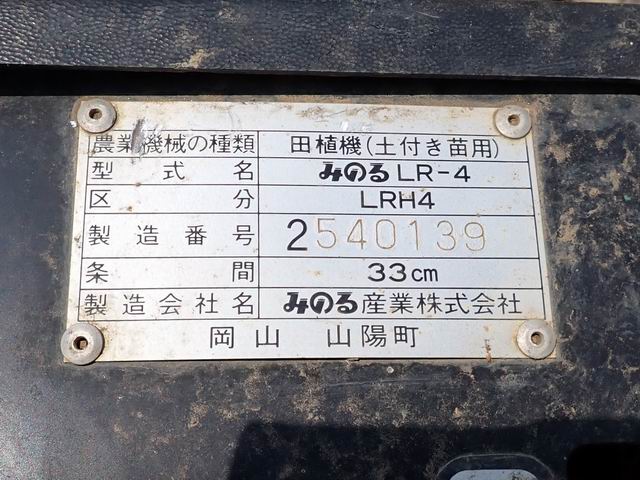 農業機械の種類 田植機(土付き苗用)
型式名 みのるLR-4
区分 LRH4
製造番号 2540139
条間 33cm
製造会社名 みのる産業株式会社
岡山 山陽町